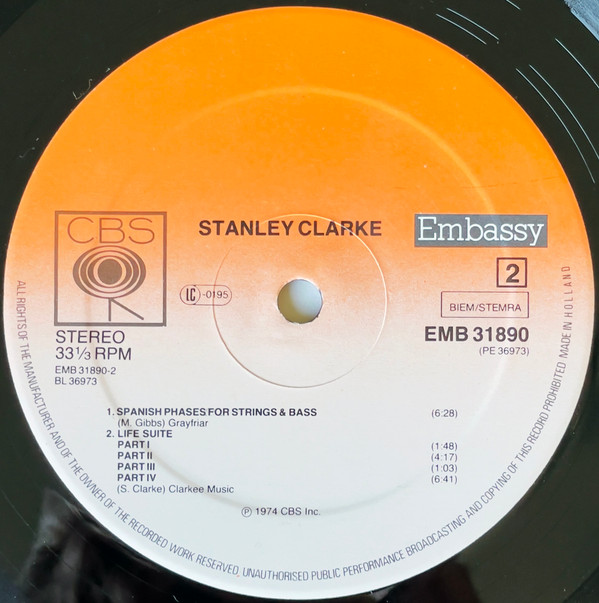 STANLEY CLARKE
CBS
Embassy
2
IC -0195
BIEM/STEMRA
STEREO
33⅓ RPM
EMB 31890-2
BL 36973
EMB 31890
(PE 36973)
1. SPANISH PHASES FOR STRINGS & BASS (6:28)
(M. Gibbs) Grayfriar
2. LIFE SUITE
PART I (1:48)
PART II (4:17)
PART III (1:03)
PART IV (6:41)
(S. Clarke) Clarkee Music
℗ 1974 CBS Inc.
ALL RIGHTS OF THE MANUFACTURER AND OF THE OWNER OF THE RECORDED WORK RESERVED, UNAUTHORISED PUBLIC PERFORMANCE BROADCASTING AND COPYING OF THIS RECORD PROHIBITED MADE IN HOLLAND